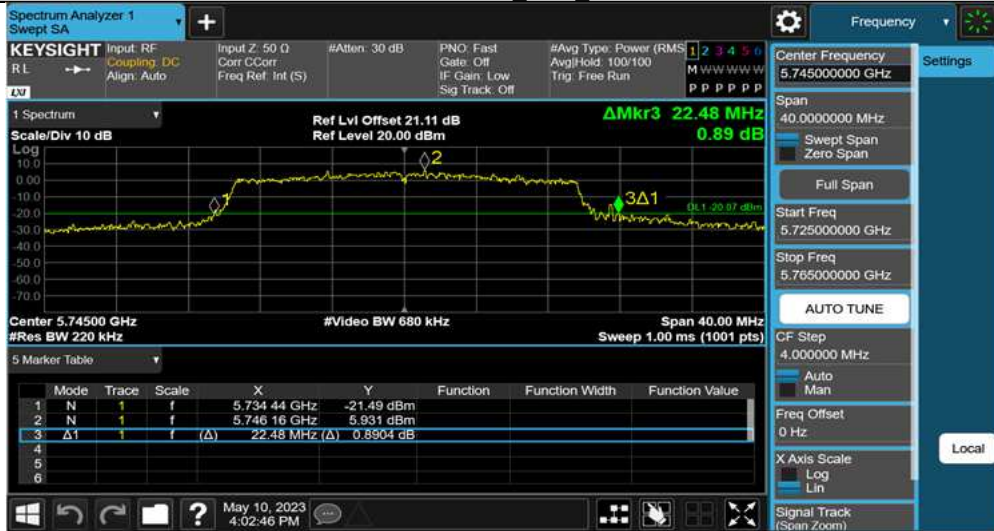 Spectrum Analyzer 1
Swept SA
+
Frequency
KEYSIGHT
RL
LXI
Input: RF
Coupling: DC
Align: Auto
Input Z: 50 Ω
Corr CCorr
Freq Ref: Int (S)
#Atten: 30 dB
PNO: Fast
Gate: Off
IF Gain: Low
Sig Track: Off
#Avg Type: Power (RMS
Avg|Hold: 100/100
Trig: Free Run
1 2 3 4 5 6
M W W W W W
P P P P P P
1 Spectrum
Scale/Div 10 dB
Ref Lvl Offset 21.11 dB
Ref Level 20.00 dBm
ΔMkr3 22.48 MHz
0.89 dB
Log
10.0
0.00
-10.0
-20.0
-30.0
-40.0
-50.0
-60.0
-70.0
1
2
3Δ1
DL1 -20.07 dBm
Center 5.74500 GHz
#Video BW 680 kHz
Span 40.00 MHz
#Res BW 220 kHz
Sweep 1.00 ms (1001 pts)
5 Marker Table
Mode Trace Scale X Y Function Function Width Function Value
1 N 1 f 5.734 44 GHz -21.49 dBm
2 N 1 f 5.746 16 GHz 5.931 dBm
3 Δ1 1 f (Δ) 22.48 MHz (Δ) 0.8904 dB
4
5
6
?
May 10, 2023
4:02:46 PM
Center Frequency
5.745000000 GHz
Span
40.0000000 MHz
Swept Span
Zero Span
Full Span
Start Freq
5.725000000 GHz
Stop Freq
5.765000000 GHz
AUTO TUNE
CF Step
4.000000 MHz
Auto
Man
Freq Offset
0 Hz
X Axis Scale
Log
Lin
Signal Track
(Span Zoom)
Settings
Local